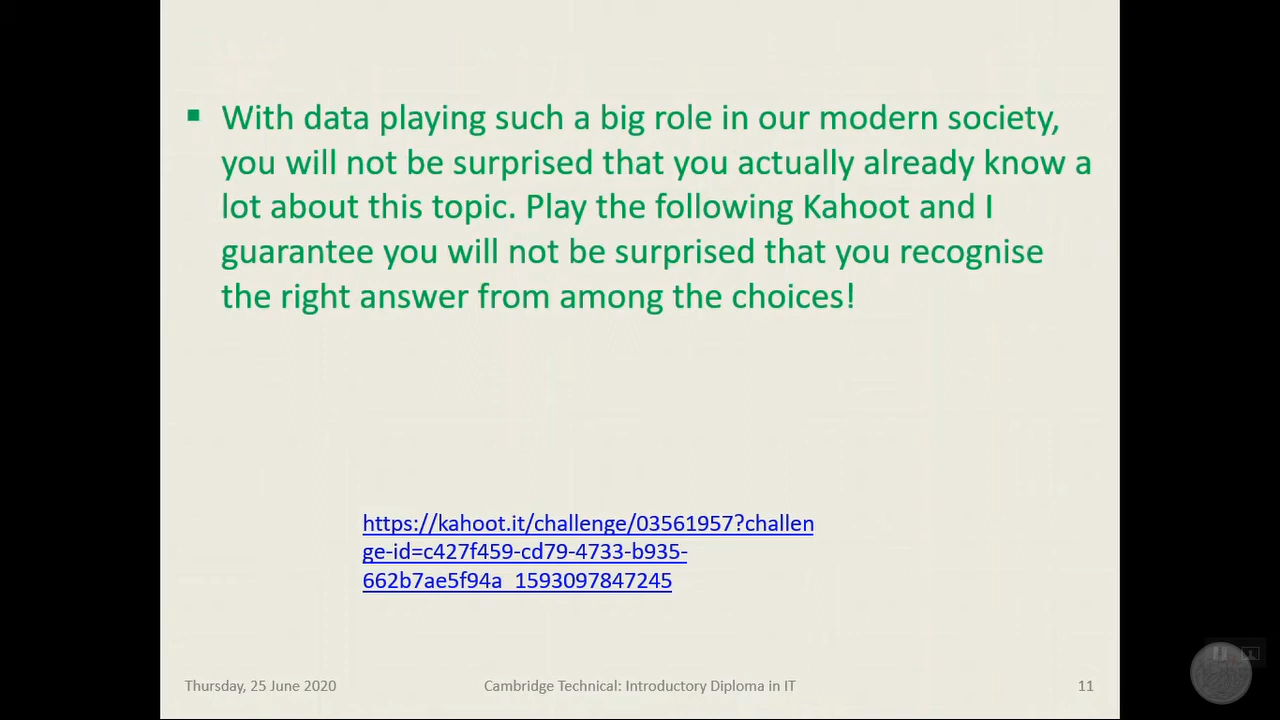 With data playing such a big role in our modern society,
you will not be surprised that you actually already know a
lot about this topic. Play the following Kahoot and I
guarantee you will not be surprised that you recognise
the right answer from among the choices!
https://kahoot.it/challenge/03561957?challen
ge-id=c427f459-cd79-4733-b935-
662b7ae5f94a_1593097847245
Thursday, 25 June 2020
Cambridge Technical: Introductory Diploma in IT
11